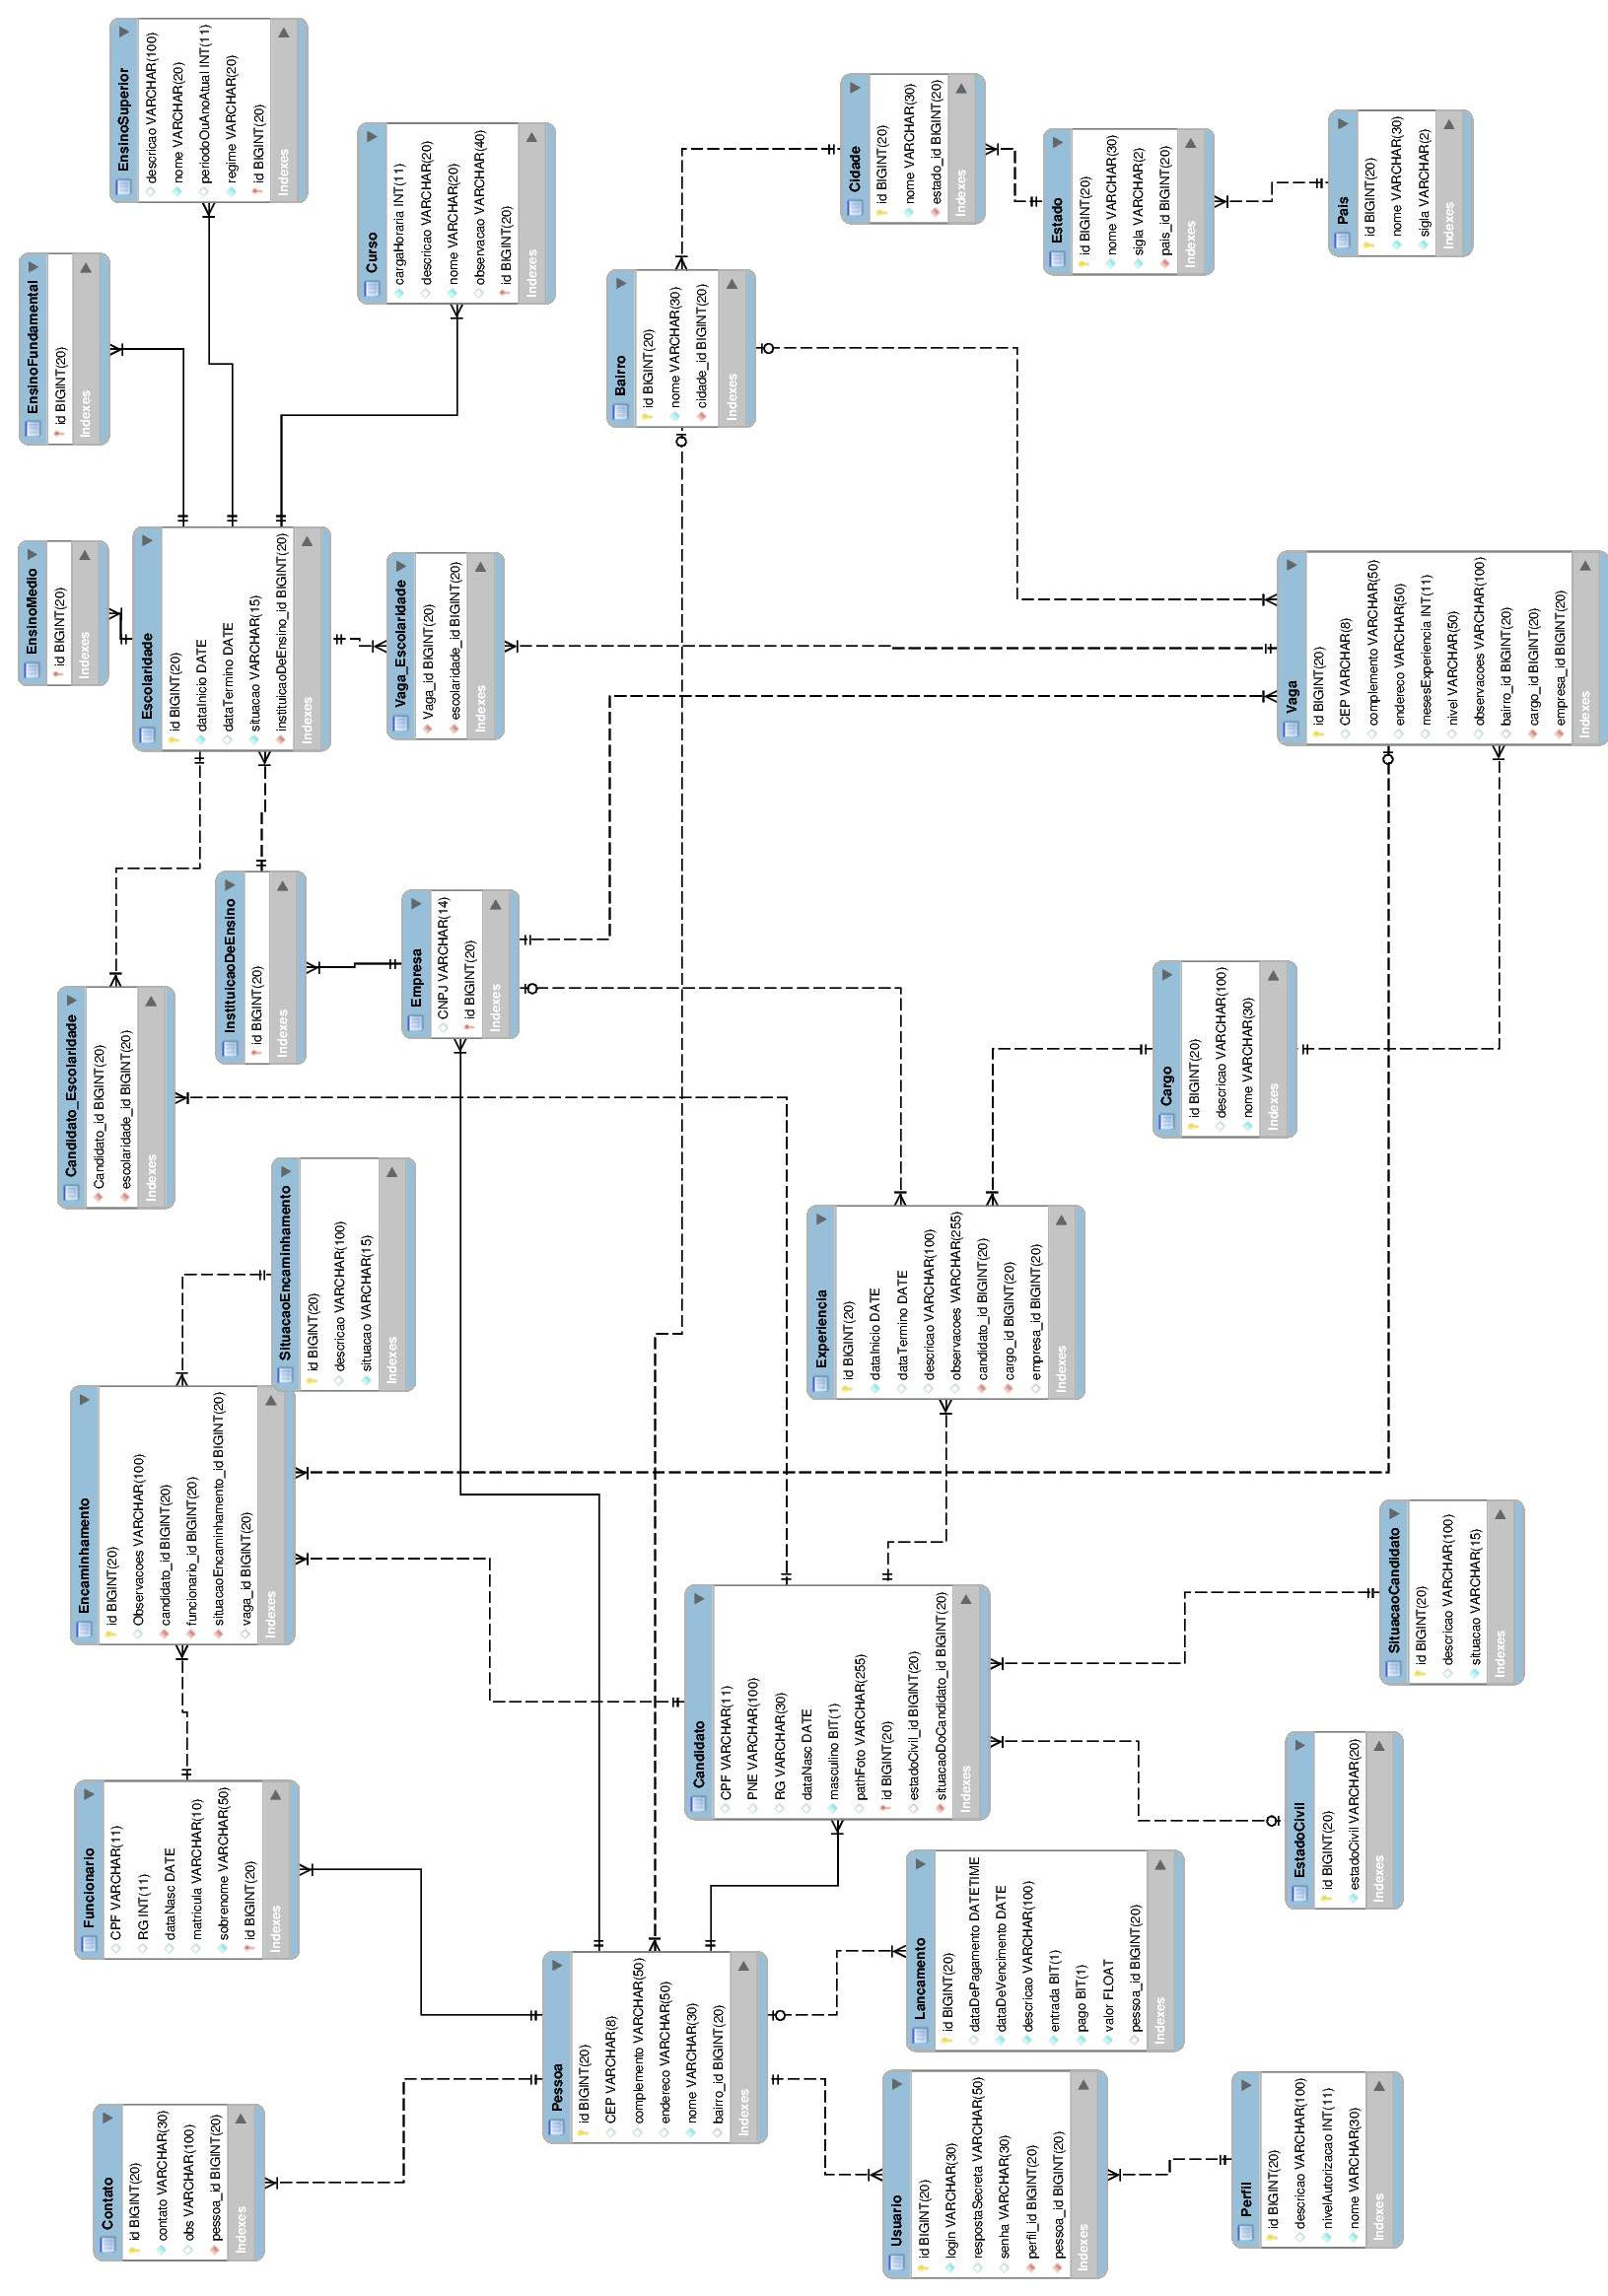 Contato
id BIGINT(20)
contato VARCHAR(30)
obs VARCHAR(100)
pessoa_id BIGINT(20)
Indexes
Funcionario
CPF VARCHAR(11)
RG INT(11)
dataNasc DATE
matricula VARCHAR(10)
sobrenome VARCHAR(50)
id BIGINT(20)
Indexes
Encaminhamento
id BIGINT(20)
Observacoes VARCHAR(100)
candidato_id BIGINT(20)
funcionario_id BIGINT(20)
situacaoEncaminhamento_id BIGINT(20)
vaga_id BIGINT(20)
Indexes
SituacaoEncaminhamento
id BIGINT(20)
descricao VARCHAR(100)
situacao VARCHAR(15)
Indexes
Candidato_Escolaridade
Candidato_id BIGINT(20)
escolaridade_id BIGINT(20)
Indexes
InstituicaoDeEnsino
id BIGINT(20)
Indexes
Empresa
CNPJ VARCHAR(14)
id BIGINT(20)
Indexes
EnsinoMedio
id BIGINT(20)
Indexes
Escolaridade
id BIGINT(20)
dataInicio DATE
dataTermino DATE
situacao VARCHAR(15)
instituicaoDeEnsino_id BIGINT(20)
Indexes
Vaga_Escolaridade
Vaga_id BIGINT(20)
escolaridade_id BIGINT(20)
Indexes
EnsinoFundamental
id BIGINT(20)
Indexes
EnsinoSuperior
descricao VARCHAR(100)
nome VARCHAR(20)
periodoOuAnoAtual INT(11)
regime VARCHAR(20)
id BIGINT(20)
Indexes
Curso
cargaHoraria INT(11)
descricao VARCHAR(20)
nome VARCHAR(20)
observacao VARCHAR(40)
id BIGINT(20)
Indexes
Pessoa
id BIGINT(20)
CEP VARCHAR(8)
complemento VARCHAR(50)
endereco VARCHAR(50)
nome VARCHAR(30)
bairro_id BIGINT(20)
Indexes
Candidato
CPF VARCHAR(11)
PNE VARCHAR(100)
RG VARCHAR(30)
dataNasc DATE
masculino BIT(1)
pathFoto VARCHAR(255)
id BIGINT(20)
estadoCivil_id BIGINT(20)
situacaoDoCandidato_id BIGINT(20)
Indexes
Experiencia
id BIGINT(20)
dataInicio DATE
dataTermino DATE
descricao VARCHAR(100)
observacoes VARCHAR(255)
candidato_id BIGINT(20)
cargo_id BIGINT(20)
empresa_id BIGINT(20)
Indexes
Bairro
id BIGINT(20)
nome VARCHAR(30)
cidade_id BIGINT(20)
Indexes
Cidade
id BIGINT(20)
nome VARCHAR(30)
estado_id BIGINT(20)
Indexes
Estado
id BIGINT(20)
nome VARCHAR(30)
sigla VARCHAR(2)
pais_id BIGINT(20)
Indexes
Pais
id BIGINT(20)
nome VARCHAR(30)
sigla VARCHAR(2)
Indexes
Usuario
id BIGINT(20)
login VARCHAR(30)
respostaSecreta VARCHAR(50)
senha VARCHAR(30)
perfil_id BIGINT(20)
pessoa_id BIGINT(20)
Indexes
Lancamento
id BIGINT(20)
dataDePagamento DATETIME
dataDeVencimento DATE
descricao VARCHAR(100)
entrada BIT(1)
pago BIT(1)
valor FLOAT
pessoa_id BIGINT(20)
Indexes
Perfil
id BIGINT(20)
descricao VARCHAR(100)
nivelAutorizacao INT(11)
nome VARCHAR(30)
Indexes
EstadoCivil
id BIGINT(20)
estadoCivil VARCHAR(20)
Indexes
SituacaoCandidato
id BIGINT(20)
descricao VARCHAR(100)
situacao VARCHAR(15)
Indexes
Cargo
id BIGINT(20)
descricao VARCHAR(100)
nome VARCHAR(30)
Indexes
Vaga
id BIGINT(20)
CEP VARCHAR(8)
complemento VARCHAR(50)
endereco VARCHAR(50)
mesesExperiencia INT(11)
nivel VARCHAR(50)
observacoes VARCHAR(100)
bairro_id BIGINT(20)
cargo_id BIGINT(20)
empresa_id BIGINT(20)
Indexes